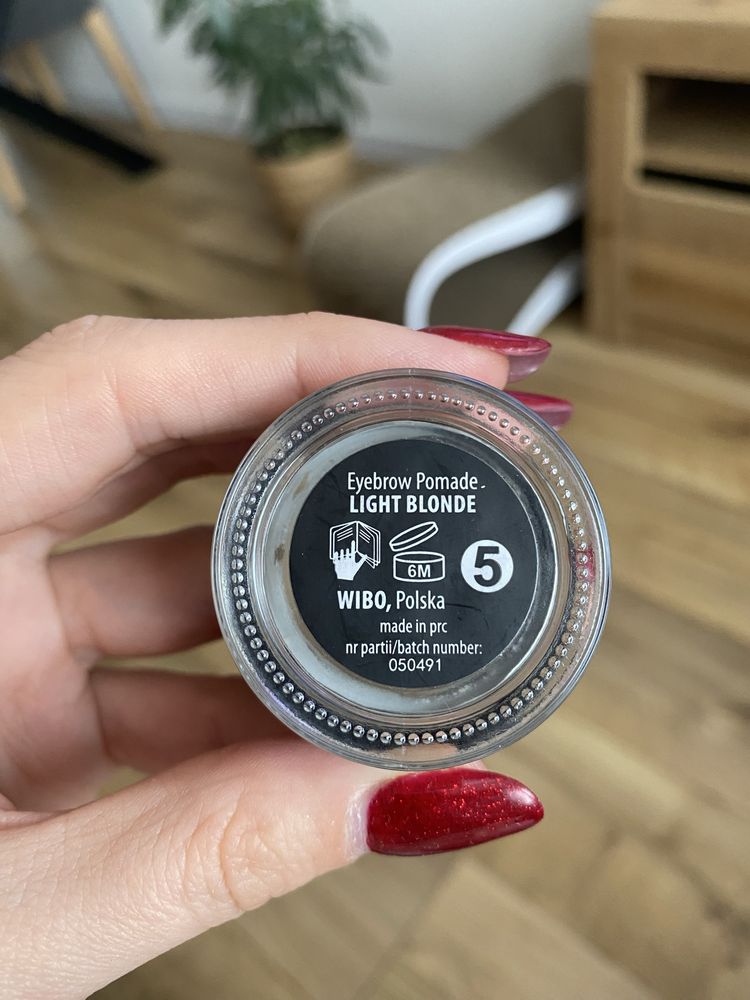 Eyebrow Pomade -
LIGHT BLONDE
6M
5
WIBO, Polska
made in prc
nr partii/batch number:
050491